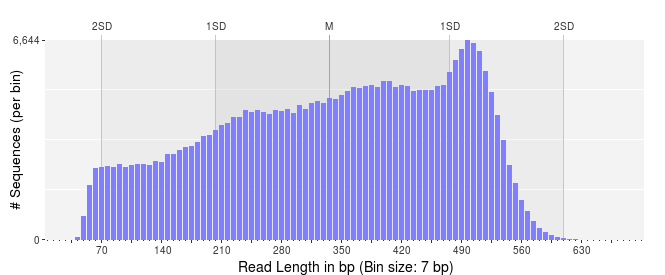 2SD 1SD M 1SD 2SD
6,644
# Sequences (per bin)
0
70 140 210 280 350 420 490 560 630
Read Length in bp (Bin size: 7 bp)